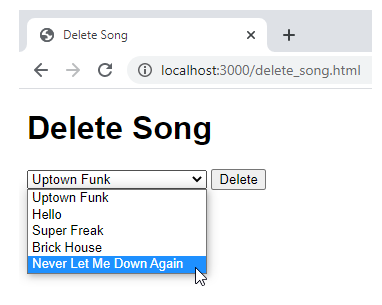 Delete Song
localhost:3000/delete_song.html
Delete Song
Uptown Funk Delete
Uptown Funk
Hello
Super Freak
Brick House
Never Let Me Down Again